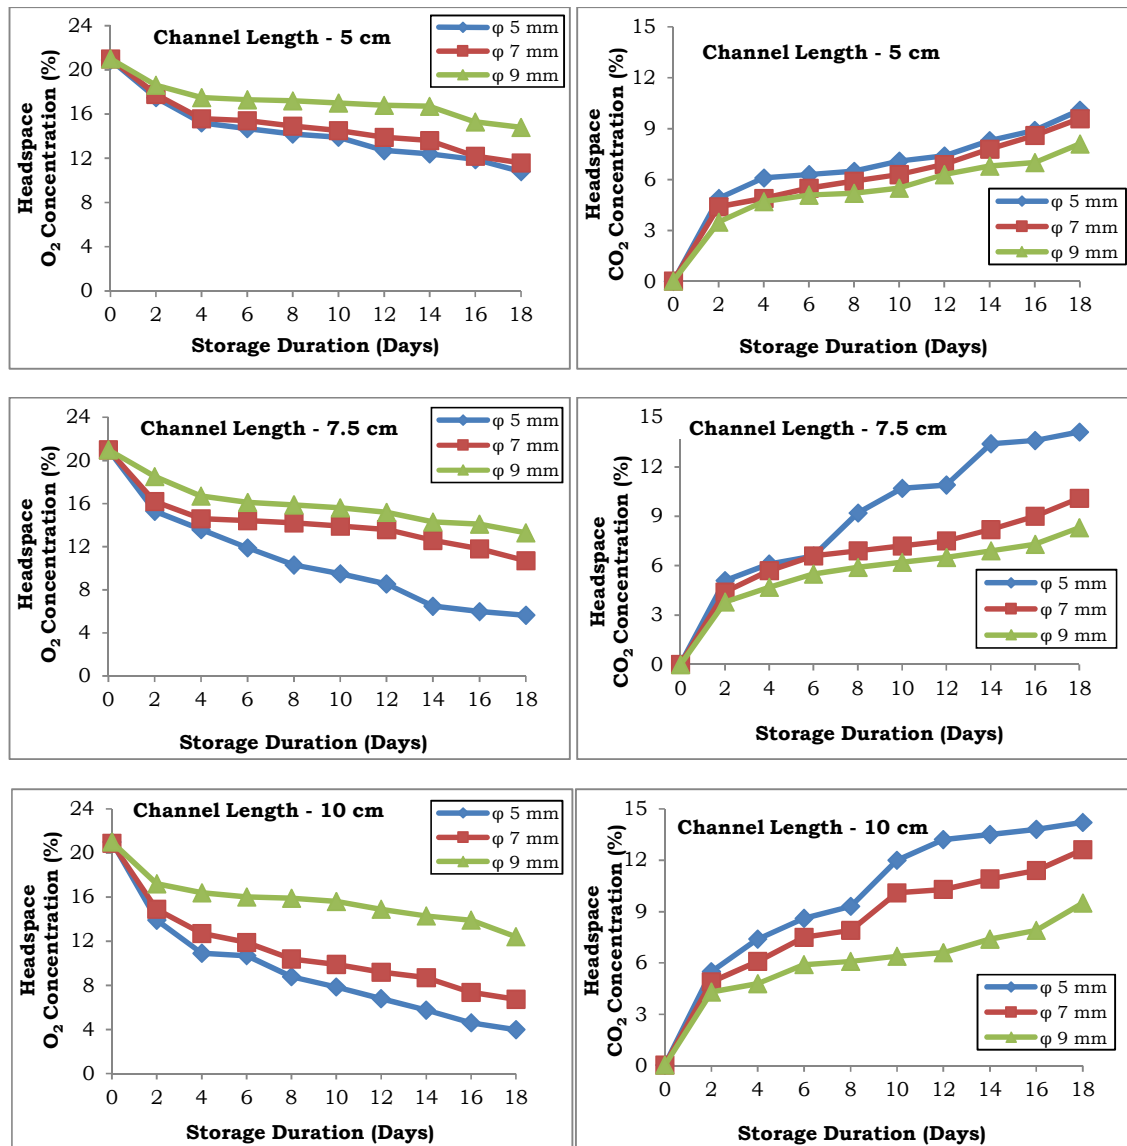 Channel Length - 5 cm
φ 5 mm
φ 7 mm
φ 9 mm
Headspace
O₂ Concentration (%)
24
20
16
12
8
4
0
0 2 4 6 8 10 12 14 16 18
Storage Duration (Days)
Channel Length - 5 cm
φ 5 mm
φ 7 mm
φ 9 mm
Headspace
CO₂ Concentration (%)
15
12
9
6
3
0
0 2 4 6 8 10 12 14 16 18
Storage Duration (Days)
Channel Length - 7.5 cm
φ 5 mm
φ 7 mm
φ 9 mm
Headspace
O₂ Concentration (%)
24
20
16
12
8
4
0
0 2 4 6 8 10 12 14 16 18
Storage Duration (Days)
Channel Length - 7.5 cm
φ 5 mm
φ 7 mm
φ 9 mm
Headspace
CO₂ Concentration (%)
15
12
9
6
3
0
0 2 4 6 8 10 12 14 16 18
Storage Duration (Days)
Channel Length - 10 cm
φ 5 mm
φ 7 mm
φ 9 mm
Headspace
O₂ Concentration (%)
24
20
16
12
8
4
0
0 2 4 6 8 10 12 14 16 18
Storage Duration (Days)
Channel Length - 10 cm
φ 5 mm
φ 7 mm
φ 9 mm
Headspace
CO₂ Concentration (%)
15
12
9
6
3
0
0 2 4 6 8 10 12 14 16 18
Storage Duration (Days)